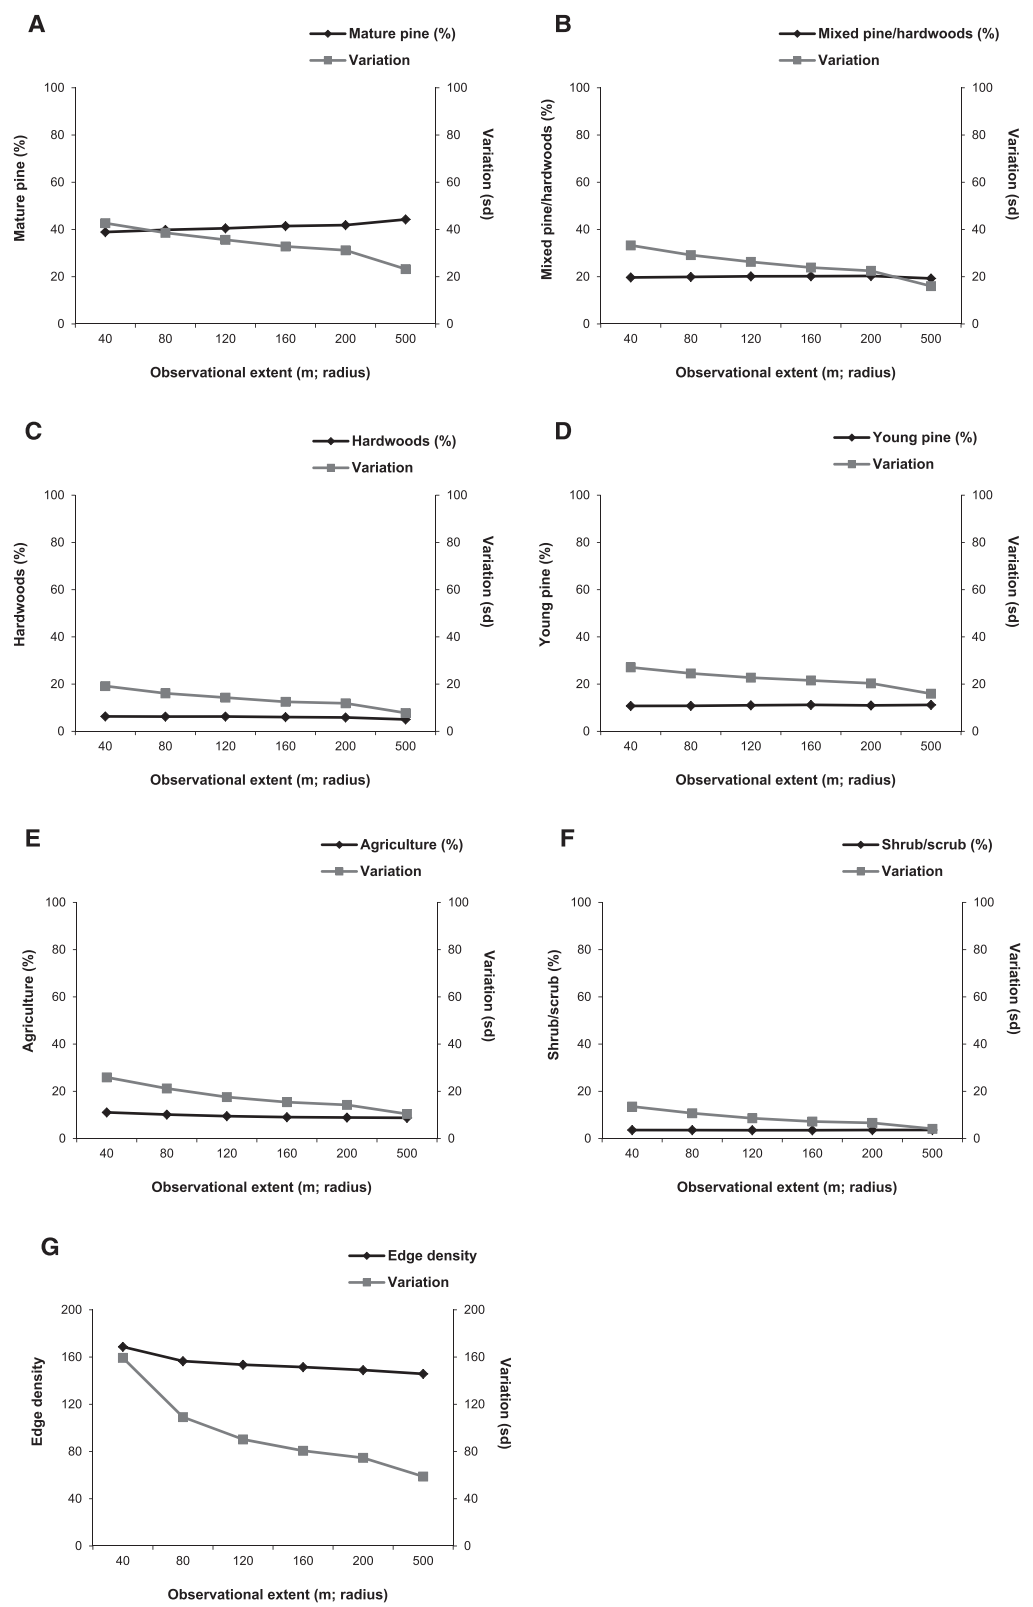 A
Mature pine (%)
Variation
Mature pine (%)
100
80
60
40
20
0
100
80
60
40
20
0
Variation (sd)
40 80 120 160 200 500
Observational extent (m; radius)
B
Mixed pine/hardwoods (%)
Variation
Mixed pine/hardwoods (%)
100
80
60
40
20
0
100
80
60
40
20
0
Variation (sd)
40 80 120 160 200 500
Observational extent (m; radius)
C
Hardwoods (%)
Variation
Hardwoods (%)
100
80
60
40
20
0
100
80
60
40
20
0
Variation (sd)
40 80 120 160 200 500
Observational extent (m; radius)
D
Young pine (%)
Variation
Young pine (%)
100
80
60
40
20
0
100
80
60
40
20
0
Variation (sd)
40 80 120 160 200 500
Observational extent (m; radius)
E
Agriculture (%)
Variation
Agriculture (%)
100
80
60
40
20
0
100
80
60
40
20
0
Variation (sd)
40 80 120 160 200 500
Observational extent (m; radius)
F
Shrub/scrub (%)
Variation
Shrub/scrub (%)
100
80
60
40
20
0
100
80
60
40
20
0
Variation (sd)
40 80 120 160 200 500
Observational extent (m; radius)
G
Edge density
Variation
Edge density
200
160
120
80
40
0
200
160
120
80
40
0
Variation (sd)
40 80 120 160 200 500
Observational extent (m; radius)